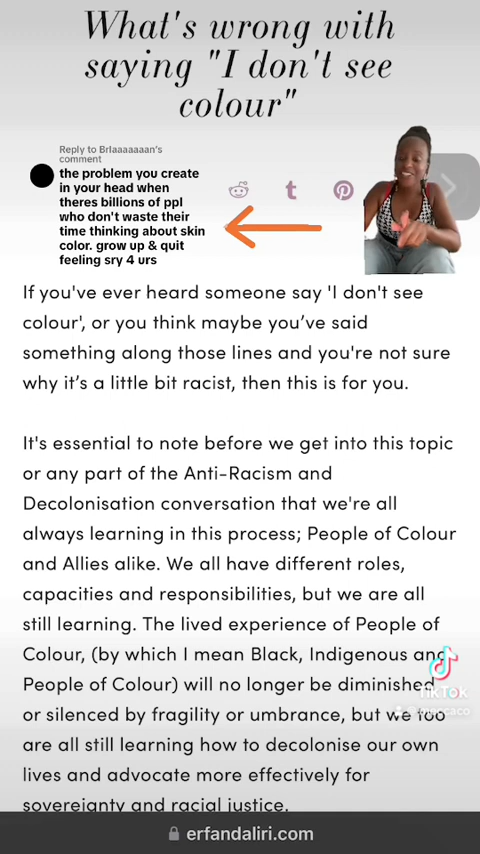 What's wrong with
saying "I don't see
colour"
Reply to Brlaaaaaaan's
comment
the problem you create
in your head when
theres billions of ppl
who don't waste their
time thinking about skin
color. grow up & quit
feeling sry 4 urs
If you've ever heard someone say 'I don't see
colour', or you think maybe you've said
something along those lines and you're not sure
why it's a little bit racist, then this is for you.
It's essential to note before we get into this topic
or any part of the Anti-Racism and
Decolonisation conversation that we're all
always learning in this process; People of Colour
and Allies alike. We all have different roles,
capacities and responsibilities, but we are all
still learning. The lived experience of People of
Colour, (by which I mean Black, Indigenous and
People of Colour) will no longer be diminished
or silenced by fragility or umbrance, but we too
are all still learning how to decolonise our own
lives and advocate more effectively for
sovereignty and racial justice.
TikTok
erfandaliri.com